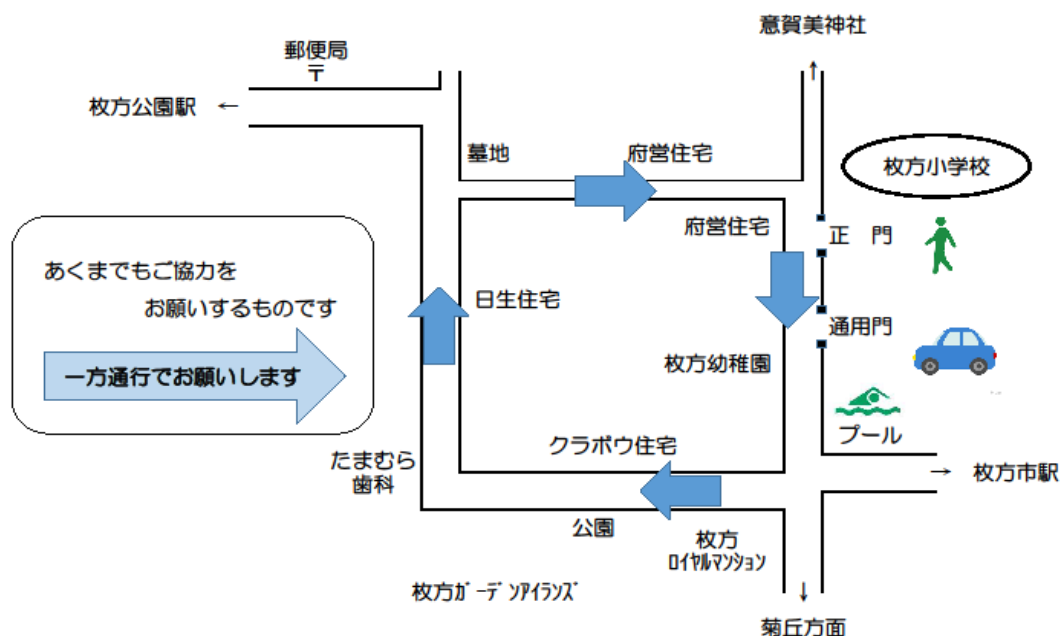 意賀美神社
↑
郵便局
〒
枚方公園駅 ←
墓地
府営住宅
枚方小学校
府営住宅
正 門
あくまでもご協力を
お願いするものです
日生住宅
通用門
一方通行でお願いします
枚方幼稚園
プール
クラボウ住宅
たまむら
歯科
→ 枚方市駅
公園
枚方
ﾛｲﾔﾙﾏﾝｼｮﾝ
枚方ｶﾞｰﾃﾞﾝｱｲﾗﾝｽﾞ
↓
菊丘方面